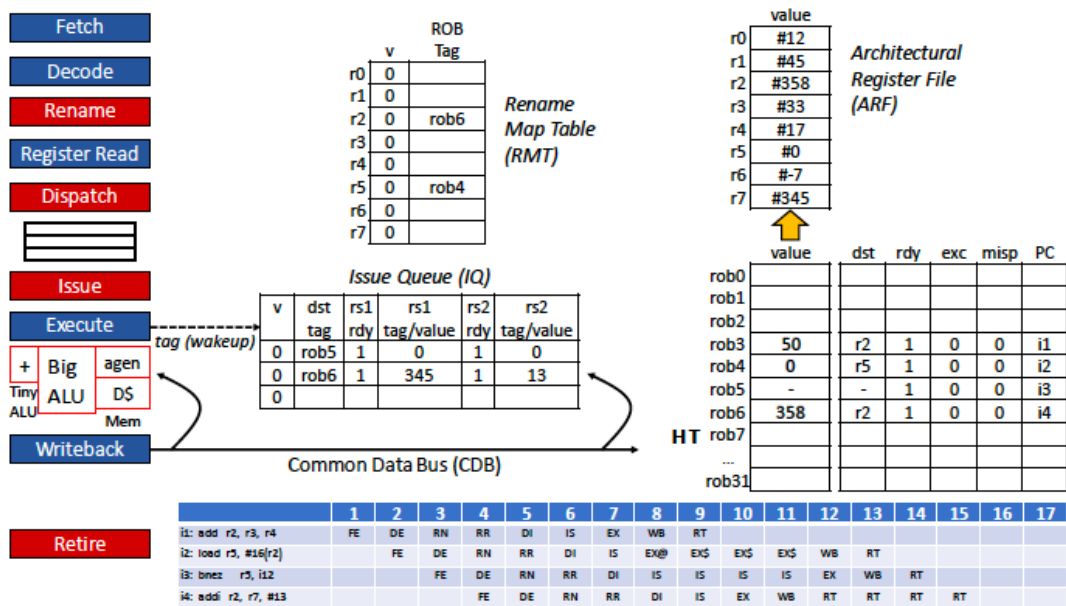 Fetch
Decode
Rename
Register Read
Dispatch
Issue
Execute
+ Big ALU agen
Tiny ALU D$
Mem
Writeback
Retire
ROB
v Tag
r0 0
r1 0
r2 0 rob6
r3 0
r4 0
r5 0 rob4
r6 0
r7 0
Rename
Map Table
(RMT)
value
r0 #12
r1 #45
r2 #358
r3 #33
r4 #17
r5 #0
r6 #-7
r7 #345
Architectural
Register File
(ARF)
Issue Queue (IQ)
v dst tag rs1 rdy rs1 tag/value rs2 rdy rs2 tag/value
0 rob5 1 0 1 0
0 rob6 1 345 1 13
0
tag (wakeup)
Common Data Bus (CDB)
value dst rdy exc misp PC
rob0
rob1
rob2
rob3 50 r2 1 0 0 i1
rob4 0 r5 1 0 0 i2
rob5 - - 1 0 0 i3
rob6 358 r2 1 0 0 i4
HT rob7
...
rob31
1 2 3 4 5 6 7 8 9 10 11 12 13 14 15 16 17
i1: add r2, r3, r4 FE DE RN RR DI IS EX WB RT
i2: load r5, #16(r2) FE DE RN RR DI IS EX@ EX$ EX$ EX$ WB RT
i3: bnez r5, i12 FE DE RN RR DI IS IS IS IS EX WB RT
i4: addi r2, r7, #13 FE DE RN RR DI IS EX WB RT RT RT RT